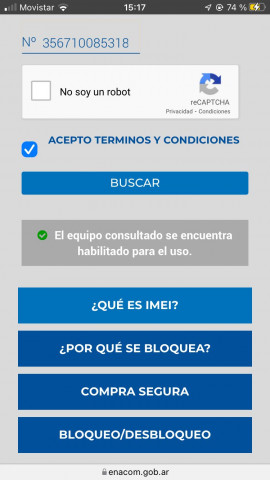 Movistar 15:17 74 %
Nº 356710085318
No soy un robot
reCAPTCHA
Privacidad - Condiciones
ACEPTO TERMINOS Y CONDICIONES
BUSCAR
El equipo consultado se encuentra
habilitado para el uso.
¿QUÉ ES IMEI?
¿POR QUÉ SE BLOQUEA?
COMPRA SEGURA
BLOQUEO/DESBLOQUEO
enacom.gob.ar